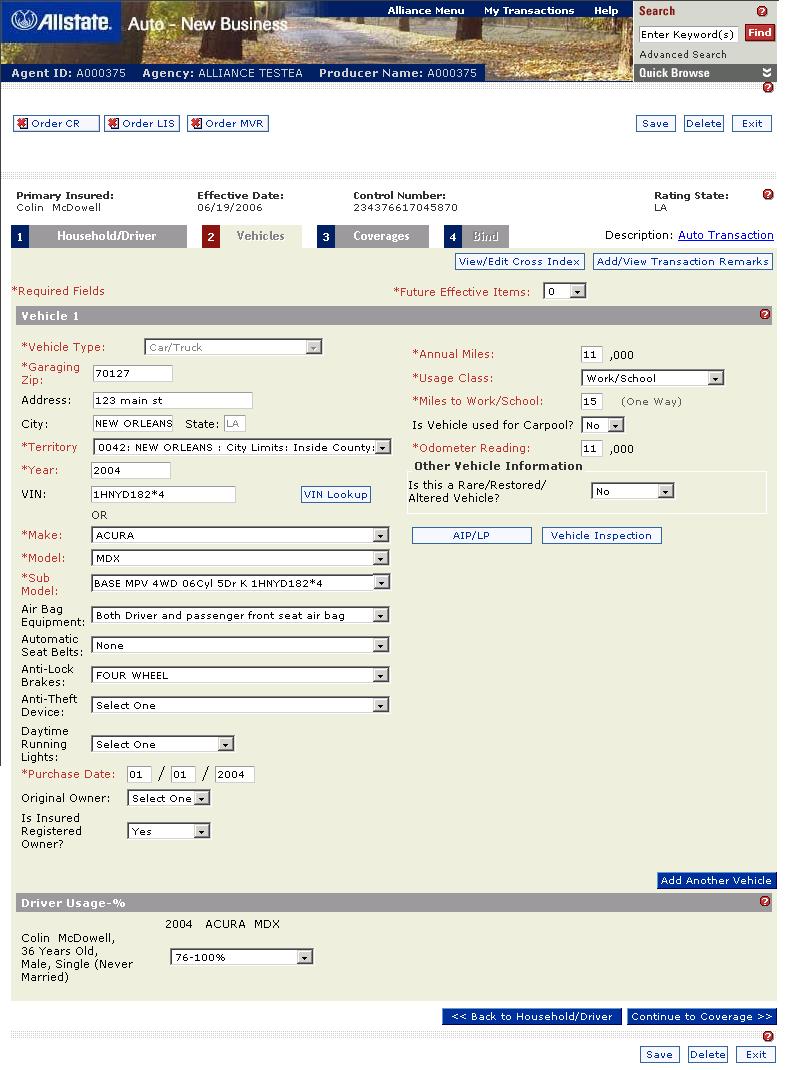 Allstate. Auto - New Business
Alliance Menu My Transactions Help
Search
Enter Keyword(s) Find
Advanced Search
Quick Browse
Agent ID: A000375 Agency: ALLIANCE TESTEA Producer Name: A000375
Order CR Order LIS Order MVR Save Delete Exit
Primary Insured: Effective Date: Control Number: Rating State:
Colin McDowell 06/19/2006 234376617045870 LA
1 Household/Driver 2 Vehicles 3 Coverages 4 Bind Description: Auto Transaction
View/Edit Cross Index Add/View Transaction Remarks
*Required Fields *Future Effective Items: 0
Vehicle 1
*Vehicle Type: Car/Truck
*Garaging Zip: 70127
Address: 123 main st
City: NEW ORLEANS State: LA
*Territory 0042: NEW ORLEANS : City Limits: Inside County:
*Year: 2004
VIN: 1HNYD182*4 VIN Lookup
OR
*Make: ACURA
*Model: MDX
*Sub Model: BASE MPV 4WD 06Cyl 5Dr K 1HNYD182*4
Air Bag Equipment: Both Driver and passenger front seat air bag
Automatic Seat Belts: None
Anti-Lock Brakes: FOUR WHEEL
Anti-Theft Device: Select One
Daytime Running Lights: Select One
*Purchase Date: 01 / 01 / 2004
Original Owner: Select One
Is Insured Registered Owner? Yes
*Annual Miles: 11 ,000
*Usage Class: Work/School
*Miles to Work/School: 15 (One Way)
Is Vehicle used for Carpool? No
*Odometer Reading: 11 ,000
Other Vehicle Information
Is this a Rare/Restored/
Altered Vehicle? No
AIP/LP Vehicle Inspection
Add Another Vehicle
Driver Usage-%
2004 ACURA MDX
Colin McDowell,
36 Years Old,
Male, Single (Never
Married)
76-100%
<< Back to Household/Driver Continue to Coverage >>
Save Delete Exit